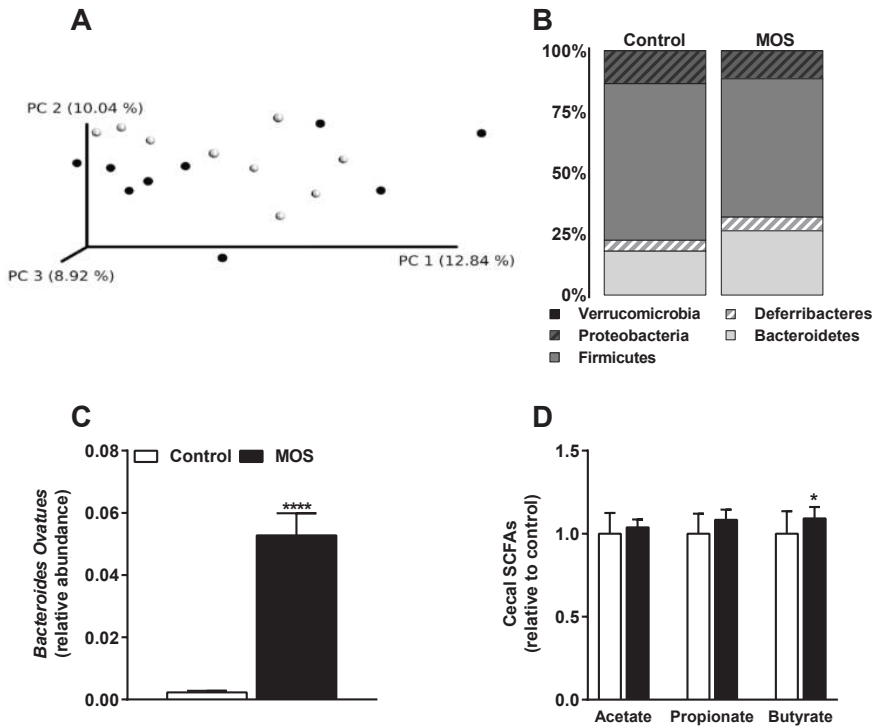 A
PC 2 (10.04 %)
PC 3 (8.92 %)
PC 1 (12.84 %)
B
Control MOS
100%
75%
50%
25%
0%
Verrucomicrobia
Proteobacteria
Firmicutes
Deferribacteres
Bacteroidetes
C
Bacteroides Ovatues
(relative abundance)
0.08
0.06
0.04
0.02
0.00
Control MOS
****
D
Cecal SCFAs
(relative to control)
1.5
1.0
0.5
0.0
*
Acetate Propionate Butyrate